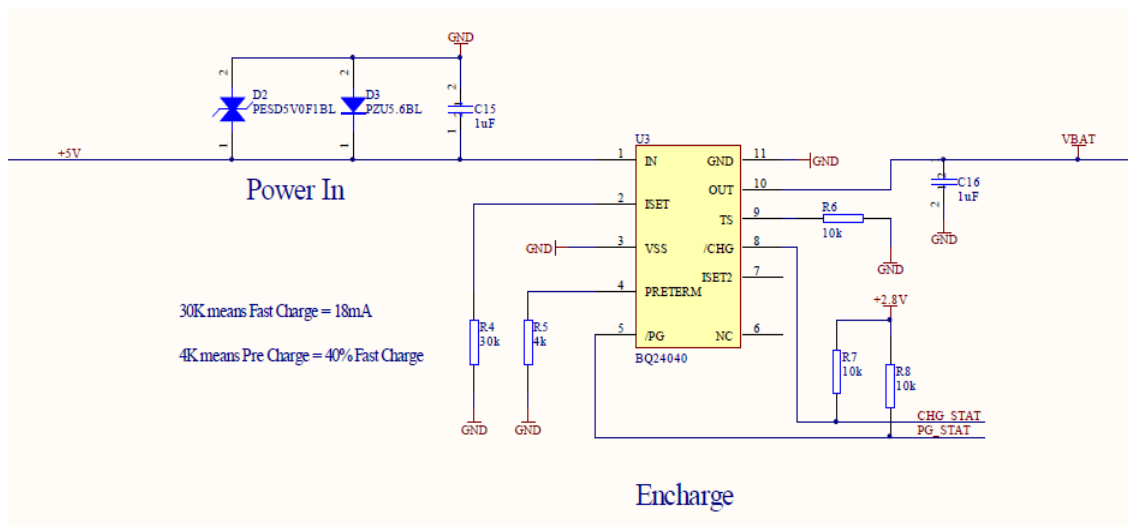 GND
2
2
2
D2
PESD5V0F1BL
D3
PZU5.6BL
C15
1uF
1
1
1
+5V
Power In
U3
1
IN
GND
11
GND
VBAT
OUT
10
2
ISET
C16
1uF
2
GND
TS
9
R6
10k
GND
GND
3
VSS
/CHG
8
ISET2
7
4
PRETERM
+2.8V
30K means Fast Charge = 18mA
R4
30k
R5
4k
5
/PG
NC
6
BQ24040
R7
10k
R8
10k
4K means Pre Charge = 40% Fast Charge
GND
GND
CHG_STAT
PG_STAT
Encharge